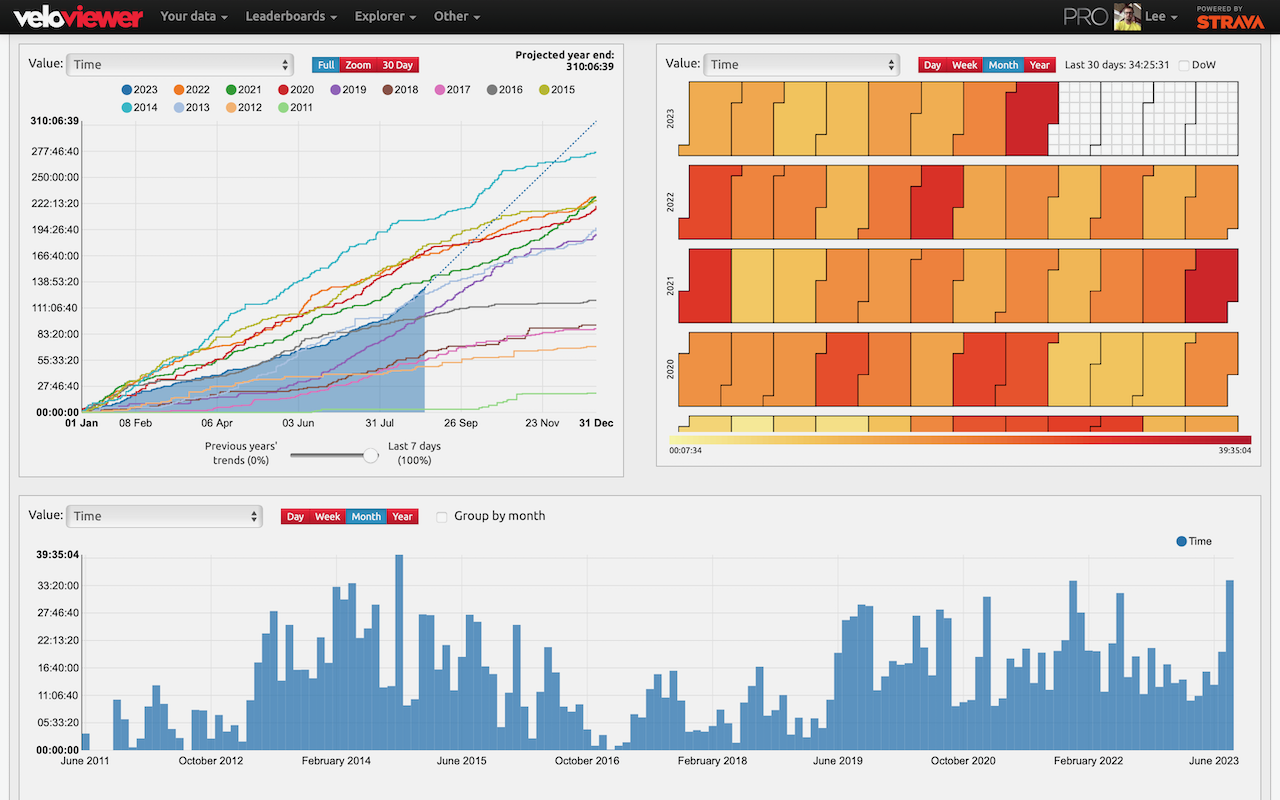 veloviewer Your data Leaderboards Explorer Other PRO Lee POWERED BY STRAVA
Value: Time Full Zoom 30 Day Projected year end:
310:06:39
2023 2022 2021 2020 2019 2018 2017 2016 2015
2014 2013 2012 2011
310:06:39
277:46:40
250:00:00
222:13:20
194:26:40
166:40:00
138:53:20
111:06:40
83:20:00
55:33:20
27:46:40
00:00:00
01 Jan 08 Feb 06 Apr 03 Jun 31 Jul 26 Sep 23 Nov 31 Dec
Previous years' Last 7 days
trends (0%) (100%)
Value: Time Day Week Month Year Last 30 days: 34:25:31 DoW
2023
2022
2021
2020
00:07:34 39:35:04
Value: Time Day Week Month Year Group by month
Time
39:35:04
33:20:00
27:46:40
22:13:20
16:40:00
11:06:40
05:33:20
00:00:00
June 2011 October 2012 February 2014 June 2015 October 2016 February 2018 June 2019 October 2020 February 2022 June 2023